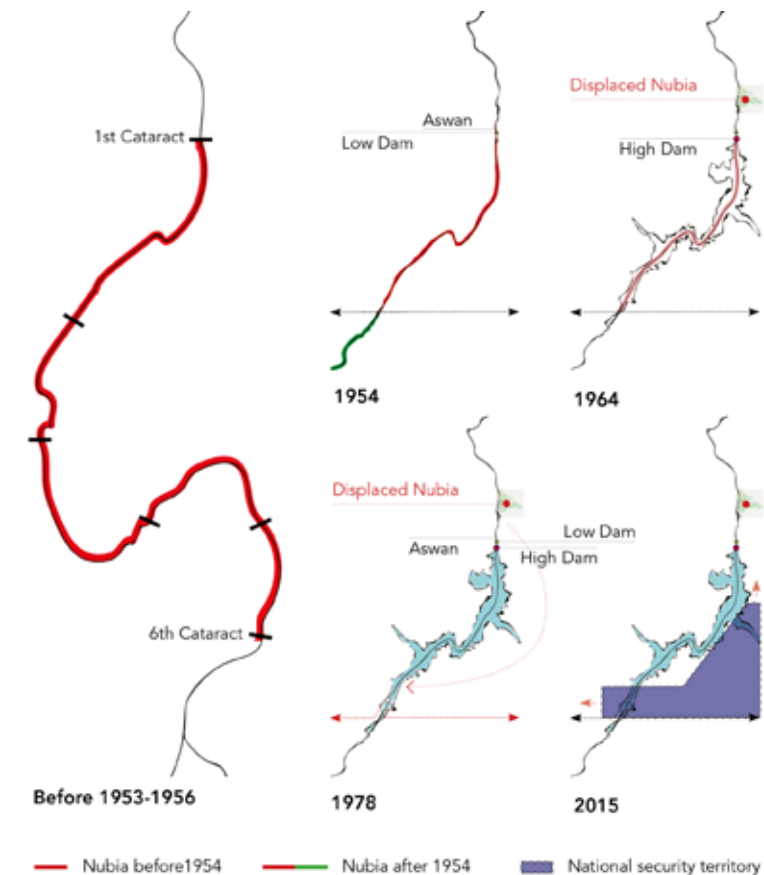 1st Cataract
6th Cataract
Before 1953-1956
Aswan
Low Dam
1954
Displaced Nubia
High Dam
1964
Displaced Nubia
Aswan
Low Dam
High Dam
1978
2015
Nubia before1954
Nubia after 1954
National security territory